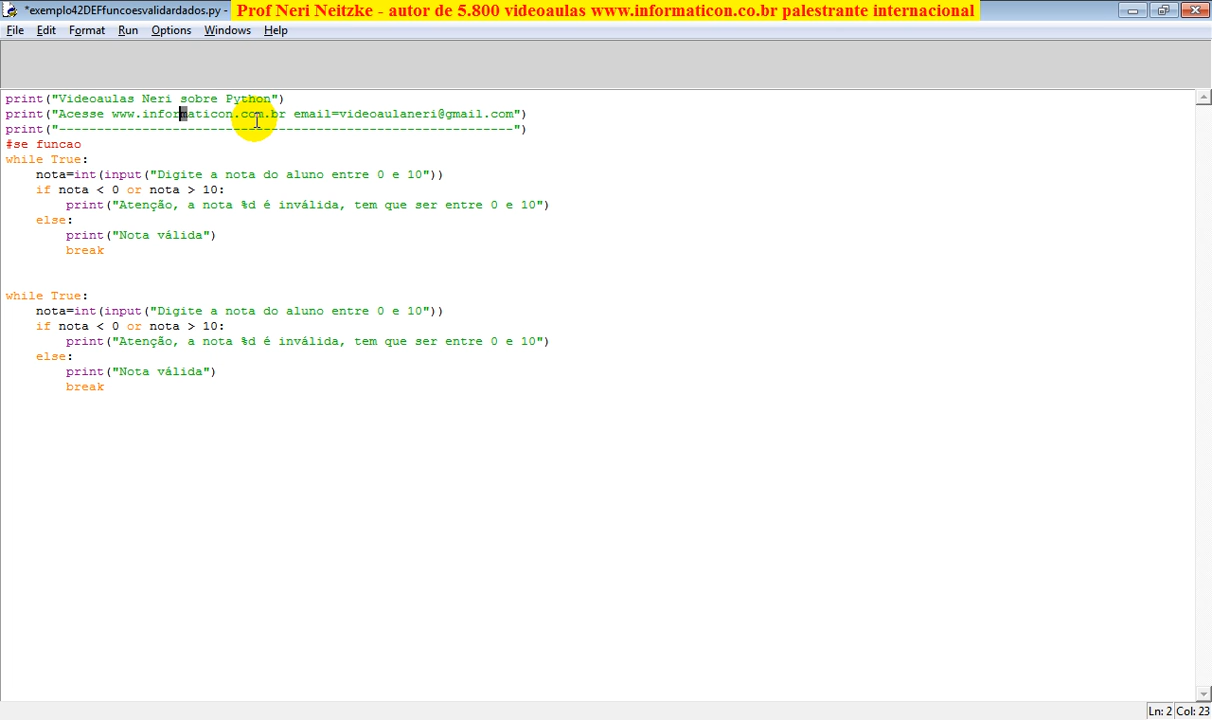 *exemplo42DEFfuncoesvalidardados.py - Prof Neri Neitzke - autor de 5.800 videoaulas www.informaticon.co.br palestrante internacional
File Edit Format Run Options Windows Help
print("Videoaulas Neri sobre Python")
print("Acesse www.informaticon.com.br email=videoaulaneri@gmail.com")
print("------------------------------------------------------------")
#se funcao
while True:
    nota=int(input("Digite a nota do aluno entre 0 e 10"))
    if nota < 0 or nota > 10:
        print("Atenção, a nota %d é inválida, tem que ser entre 0 e 10")
    else:
        print("Nota válida")
        break
while True:
    nota=int(input("Digite a nota do aluno entre 0 e 10"))
    if nota < 0 or nota > 10:
        print("Atenção, a nota %d é inválida, tem que ser entre 0 e 10")
    else:
        print("Nota válida")
        break
Ln: 2 Col: 23